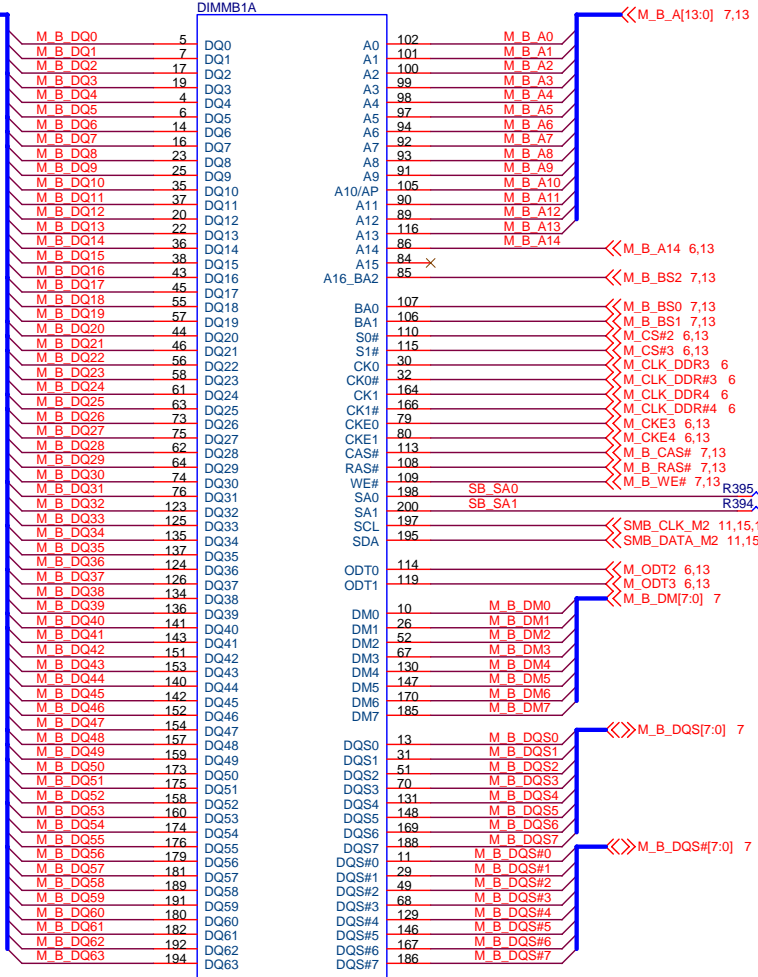 DIMMB1A
M_B_A[13:0] 7,13
M_B_DQ0 5 DQ0 A0 102 M_B_A0
M_B_DQ1 7 DQ1 A1 101 M_B_A1
M_B_DQ2 17 DQ2 A2 100 M_B_A2
M_B_DQ3 19 DQ3 A3 99 M_B_A3
M_B_DQ4 4 DQ4 A4 98 M_B_A4
M_B_DQ5 6 DQ5 A5 97 M_B_A5
M_B_DQ6 14 DQ6 A6 94 M_B_A6
M_B_DQ7 16 DQ7 A7 92 M_B_A7
M_B_DQ8 23 DQ8 A8 93 M_B_A8
M_B_DQ9 25 DQ9 A9 91 M_B_A9
M_B_DQ10 35 DQ10 A10/AP 105 M_B_A10
M_B_DQ11 37 DQ11 A11 90 M_B_A11
M_B_DQ12 20 DQ12 A12 89 M_B_A12
M_B_DQ13 22 DQ13 A13 116 M_B_A13
M_B_DQ14 36 DQ14 A14 86 M_B_A14 M_B_A14 6,13
M_B_DQ15 38 DQ15 A15 84
M_B_DQ16 43 DQ16 A16_BA2 85 M_B_BS2 7,13
M_B_DQ17 45 DQ17
M_B_DQ18 55 DQ18 BA0 107 M_B_BS0 7,13
M_B_DQ19 57 DQ19 BA1 106 M_B_BS1 7,13
M_B_DQ20 44 DQ20 S0# 110 M_CS#2 6,13
M_B_DQ21 46 DQ21 S1# 115 M_CS#3 6,13
M_B_DQ22 56 DQ22 CK0 30 M_CLK_DDR3 6
M_B_DQ23 58 DQ23 CK0# 32 M_CLK_DDR#3 6
M_B_DQ24 61 DQ24 CK1 164 M_CLK_DDR4 6
M_B_DQ25 63 DQ25 CK1# 166 M_CLK_DDR#4 6
M_B_DQ26 73 DQ26 CKE0 79 M_CKE3 6,13
M_B_DQ27 75 DQ27 CKE1 80 M_CKE4 6,13
M_B_DQ28 62 DQ28 CAS# 113 M_B_CAS# 7,13
M_B_DQ29 64 DQ29 RAS# 108 M_B_RAS# 7,13
M_B_DQ30 74 DQ30 WE# 109 M_B_WE# 7,13
M_B_DQ31 76 DQ31 SA0 198 SB_SA0 R395
M_B_DQ32 123 DQ32 SA1 200 SB_SA1 R394
M_B_DQ33 125 DQ33 SCL 197 SMB_CLK_M2 11,15,1
M_B_DQ34 135 DQ34 SDA 195 SMB_DATA_M2 11,15
M_B_DQ35 137 DQ35
M_B_DQ36 124 DQ36 ODT0 114 M_ODT2 6,13
M_B_DQ37 126 DQ37 ODT1 119 M_ODT3 6,13
M_B_DQ38 134 DQ38 M_B_DM[7:0] 7
M_B_DQ39 136 DQ39 DM0 10 M_B_DM0
M_B_DQ40 141 DQ40 DM1 26 M_B_DM1
M_B_DQ41 143 DQ41 DM2 52 M_B_DM2
M_B_DQ42 151 DQ42 DM3 67 M_B_DM3
M_B_DQ43 153 DQ43 DM4 130 M_B_DM4
M_B_DQ44 140 DQ44 DM5 147 M_B_DM5
M_B_DQ45 142 DQ45 DM6 170 M_B_DM6
M_B_DQ46 152 DQ46 DM7 185 M_B_DM7
M_B_DQ47 154 DQ47 M_B_DQS[7:0] 7
M_B_DQ48 157 DQ48 DQS0 13 M_B_DQS0
M_B_DQ49 159 DQ49 DQS1 31 M_B_DQS1
M_B_DQ50 173 DQ50 DQS2 51 M_B_DQS2
M_B_DQ51 175 DQ51 DQS3 70 M_B_DQS3
M_B_DQ52 158 DQ52 DQS4 131 M_B_DQS4
M_B_DQ53 160 DQ53 DQS5 148 M_B_DQS5
M_B_DQ54 174 DQ54 DQS6 169 M_B_DQS6
M_B_DQ55 176 DQ55 DQS7 188 M_B_DQS7 M_B_DQS#[7:0] 7
M_B_DQ56 179 DQ56 DQS#0 11 M_B_DQS#0
M_B_DQ57 181 DQ57 DQS#1 29 M_B_DQS#1
M_B_DQ58 189 DQ58 DQS#2 49 M_B_DQS#2
M_B_DQ59 191 DQ59 DQS#3 68 M_B_DQS#3
M_B_DQ60 180 DQ60 DQS#4 129 M_B_DQS#4
M_B_DQ61 182 DQ61 DQS#5 146 M_B_DQS#5
M_B_DQ62 192 DQ62 DQS#6 167 M_B_DQS#6
M_B_DQ63 194 DQ63 DQS#7 186 M_B_DQS#7